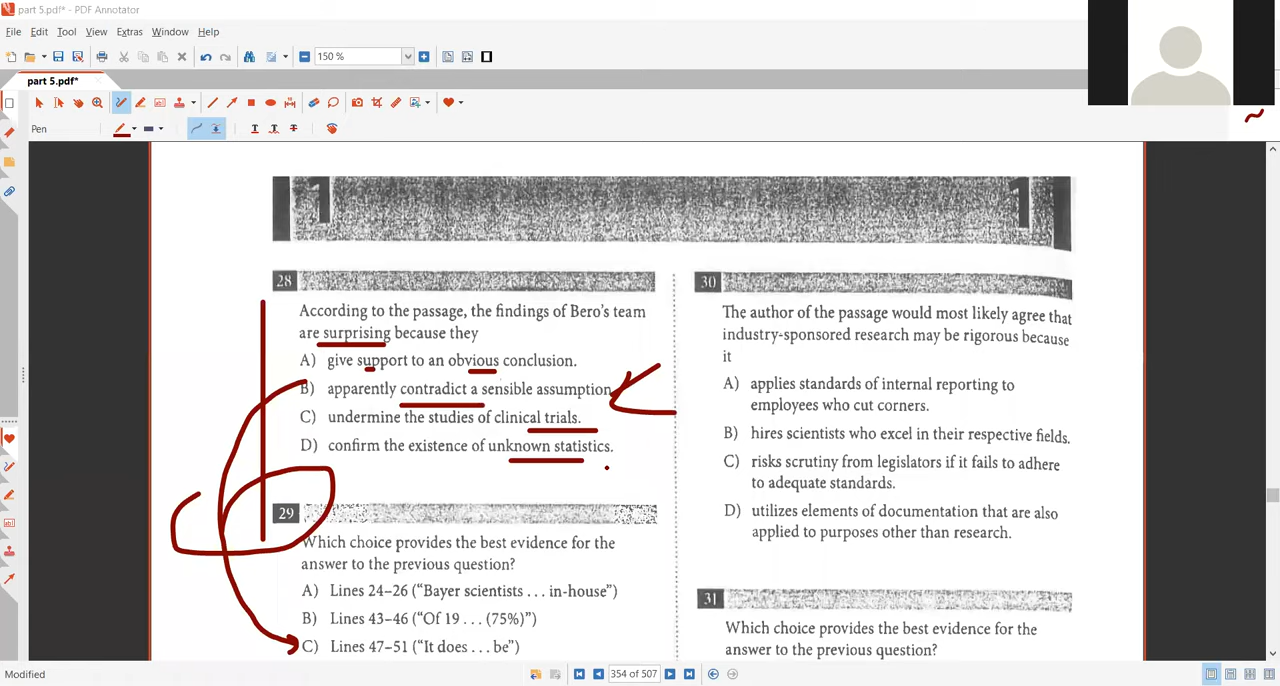 part 5.pdf* - PDF Annotator
File Edit Tool View Extras Window Help
150 %
part 5.pdf*
Pen
1 1
28
According to the passage, the findings of Bero's team
are surprising because they
A) give support to an obvious conclusion.
B) apparently contradict a sensible assumption
C) undermine the studies of clinical trials.
D) confirm the existence of unknown statistics.
29
Which choice provides the best evidence for the
answer to the previous question?
A) Lines 24–26 (“Bayer scientists . . . in-house”)
B) Lines 43–46 (“Of 19 . . . (75%)”)
C) Lines 47–51 (“It does . . . be”)
30
The author of the passage would most likely agree that
industry-sponsored research may be rigorous because
it
A) applies standards of internal reporting to
employees who cut corners.
B) hires scientists who excel in their respective fields.
C) risks scrutiny from legislators if it fails to adhere
to adequate standards.
D) utilizes elements of documentation that are also
applied to purposes other than research.
31
Which choice provides the best evidence for the
answer to the previous question?
Modified
354 of 507